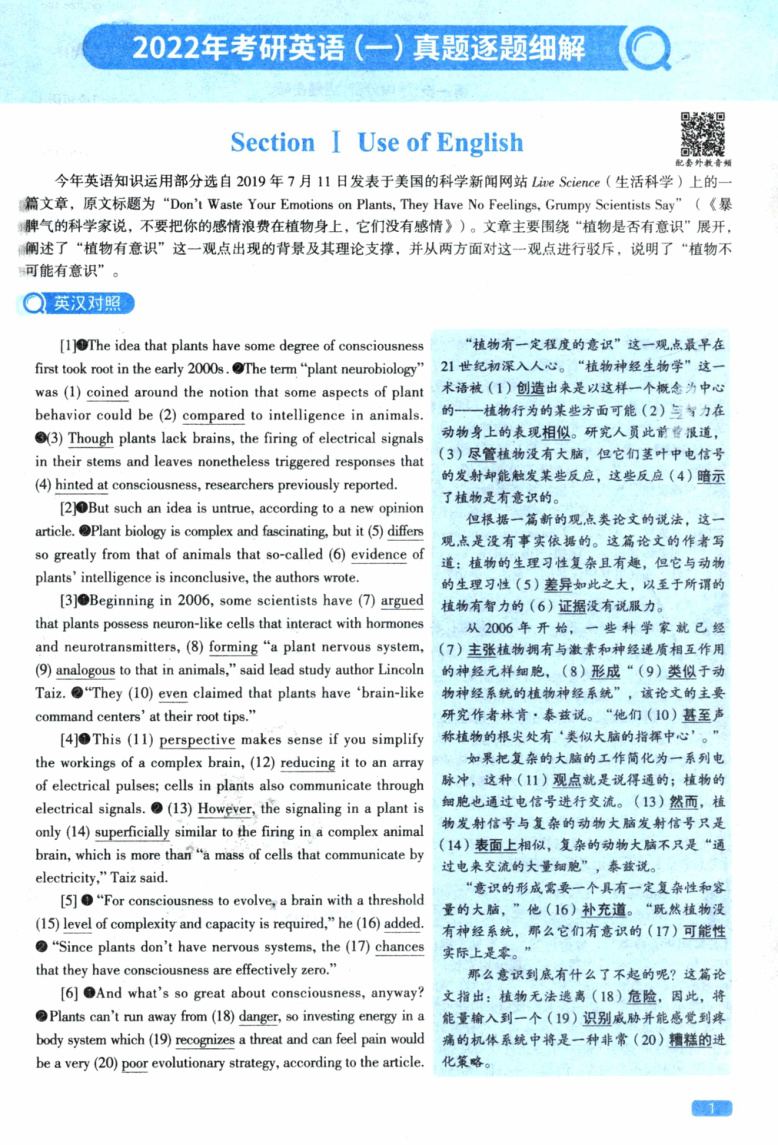 2022年考研英语（一）真题逐题细解
Section Ⅰ Use of English
配套外教音频
今年英语知识运用部分选自 2019 年 7 月 11 日发表于美国的科学新闻网站 Live Science（生活科学）上的一
篇文章，原文标题为“Don't Waste Your Emotions on Plants, They Have No Feelings, Grumpy Scientists Say”（《暴
脾气的科学家说，不要把你的感情浪费在植物身上，它们没有感情》）。文章主要围绕“植物是否有意识”展开，
阐述了“植物有意识”这一观点出现的背景及其理论支撑，并从两方面对这一观点进行驳斥，说明了“植物不
可能有意识”。
英汉对照
[1]❶The idea that plants have some degree of consciousness
first took root in the early 2000s. ❷The term “plant neurobiology”
was (1) coined around the notion that some aspects of plant
behavior could be (2) compared to intelligence in animals.
❸(3) Though plants lack brains, the firing of electrical signals
in their stems and leaves nonetheless triggered responses that
(4) hinted at consciousness, researchers previously reported.
[2]❶But such an idea is untrue, according to a new opinion
article. ❷Plant biology is complex and fascinating, but it (5) differs
so greatly from that of animals that so-called (6) evidence of
plants' intelligence is inconclusive, the authors wrote.
[3]❶Beginning in 2006, some scientists have (7) argued
that plants possess neuron-like cells that interact with hormones
and neurotransmitters, (8) forming “a plant nervous system,
(9) analogous to that in animals,” said lead study author Lincoln
Taiz. ❷“They (10) even claimed that plants have ‘brain-like
command centers’ at their root tips.”
[4]❶This (11) perspective makes sense if you simplify
the workings of a complex brain, (12) reducing it to an array
of electrical pulses; cells in plants also communicate through
electrical signals. ❷ (13) However, the signaling in a plant is
only (14) superficially similar to the firing in a complex animal
brain, which is more than “a mass of cells that communicate by
electricity,” Taiz said.
[5] ❶ “For consciousness to evolve, a brain with a threshold
(15) level of complexity and capacity is required,” he (16) added.
❷ “Since plants don't have nervous systems, the (17) chances
that they have consciousness are effectively zero.”
[6] ❶And what's so great about consciousness, anyway?
❷Plants can't run away from (18) danger, so investing energy in a
body system which (19) recognizes a threat and can feel pain would
be a very (20) poor evolutionary strategy, according to the article.
“植物有一定程度的意识”这一观点最早在
21 世纪初深入人心。“植物神经生物学”这一
术语被（1）创造出来是以这样一个概念为中心
的——植物行为的某些方面可能（2）与智力在
动物身上的表现相似。研究人员此前曾报道，
（3）尽管植物没有大脑，但它们茎叶中电信号
的发射却能触发某些反应，这些反应（4）暗示
了植物是有意识的。
但根据一篇新的观点类论文的说法，这一
观点是没有事实依据的。这篇论文的作者写
道：植物的生理习性复杂且有趣，但它与动物
的生理习性（5）差异如此之大，以至于所谓的
植物有智力的（6）证据没有说服力。
从 2006 年开始，一些科学家就已经
（7）主张植物拥有与激素和神经递质相互作用
的神经元样细胞，（8）形成“（9）类似于动
物神经系统的植物神经系统”，该论文的主要
研究作者林肯·泰兹说。“他们（10）甚至声
称植物的根尖处有‘类似大脑的指挥中心’。”
如果把复杂的大脑的工作简化为一系列电
脉冲，这种（11）观点就是说得通的；植物的
细胞也通过电信号进行交流。（13）然而，植
物发射信号与复杂的动物大脑发射信号只是
（14）表面上相似，复杂的动物大脑不只是“通
过电来交流的大量细胞”，泰兹说。
“意识的形成需要一个具有一定复杂性和容
量的大脑，”他（16）补充道。“既然植物没
有神经系统，那么它们有意识的（17）可能性
实际上是零。”
那么意识到底有什么了不起的呢？这篇论
文指出：植物无法逃离（18）危险，因此，将
能量输入到一个（19）识别威胁并能感觉到疼
痛的机体系统中将是一种非常（20）糟糕的进
化策略。
1